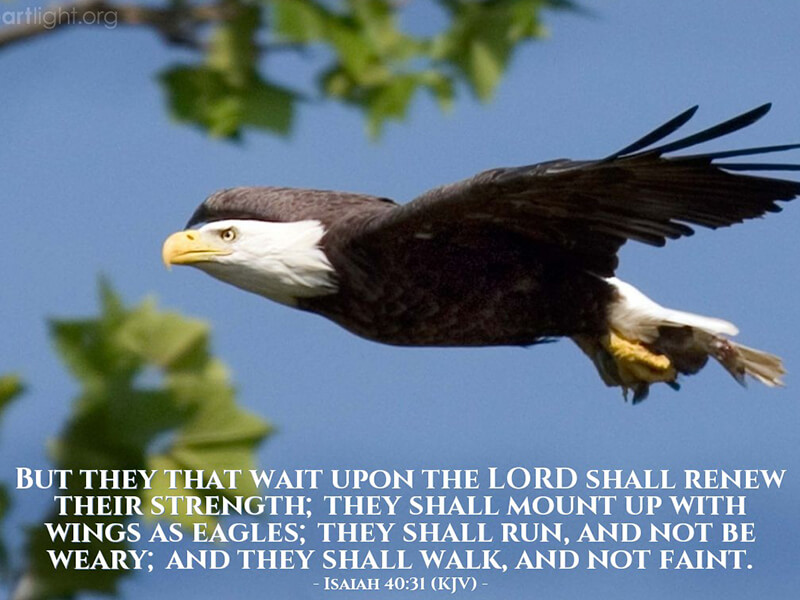 artlight.org
But they that wait upon the LORD shall renew
their strength; they shall mount up with
wings as eagles; they shall run, and not be
weary; and they shall walk, and not faint.
- Isaiah 40:31 (KJV) -